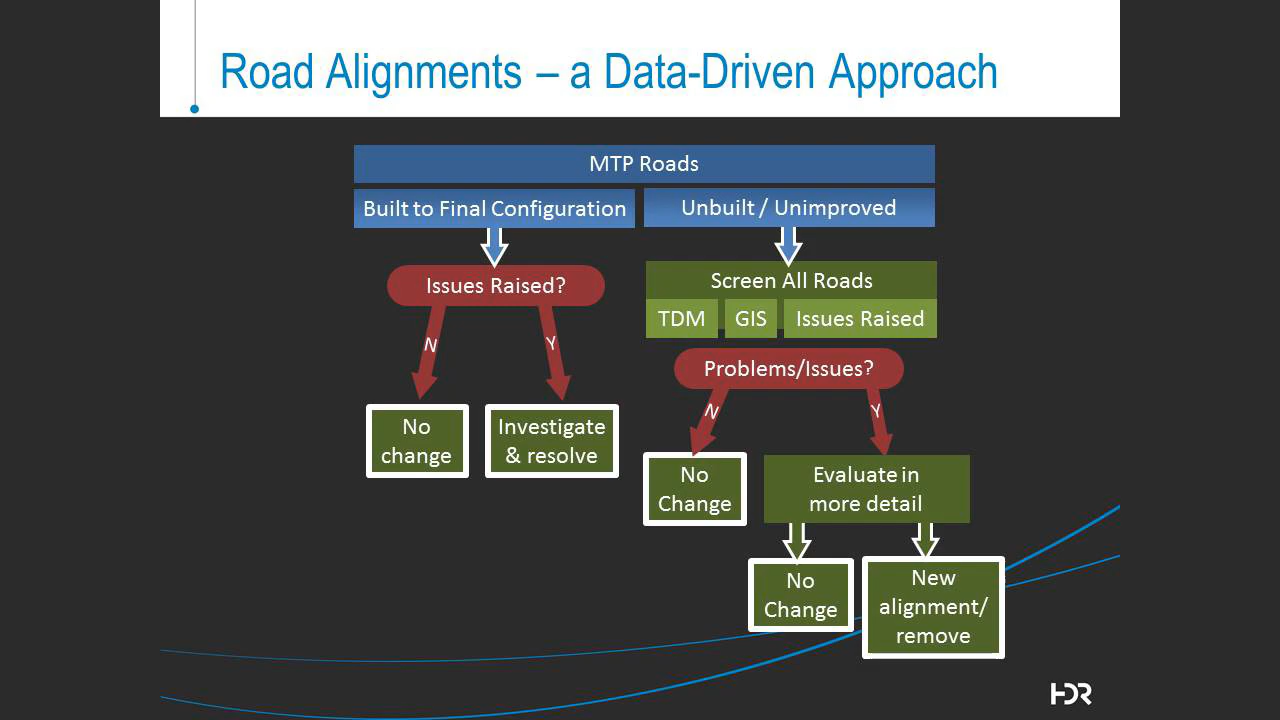 Road Alignments – a Data-Driven Approach
MTP Roads
Built to Final Configuration
Unbuilt / Unimproved
Issues Raised?
N
Y
No
change
Investigate
& resolve
Screen All Roads
TDM
GIS
Issues Raised
Problems/Issues?
N
Y
No
Change
Evaluate in
more detail
No
Change
New
alignment/
remove
HDR